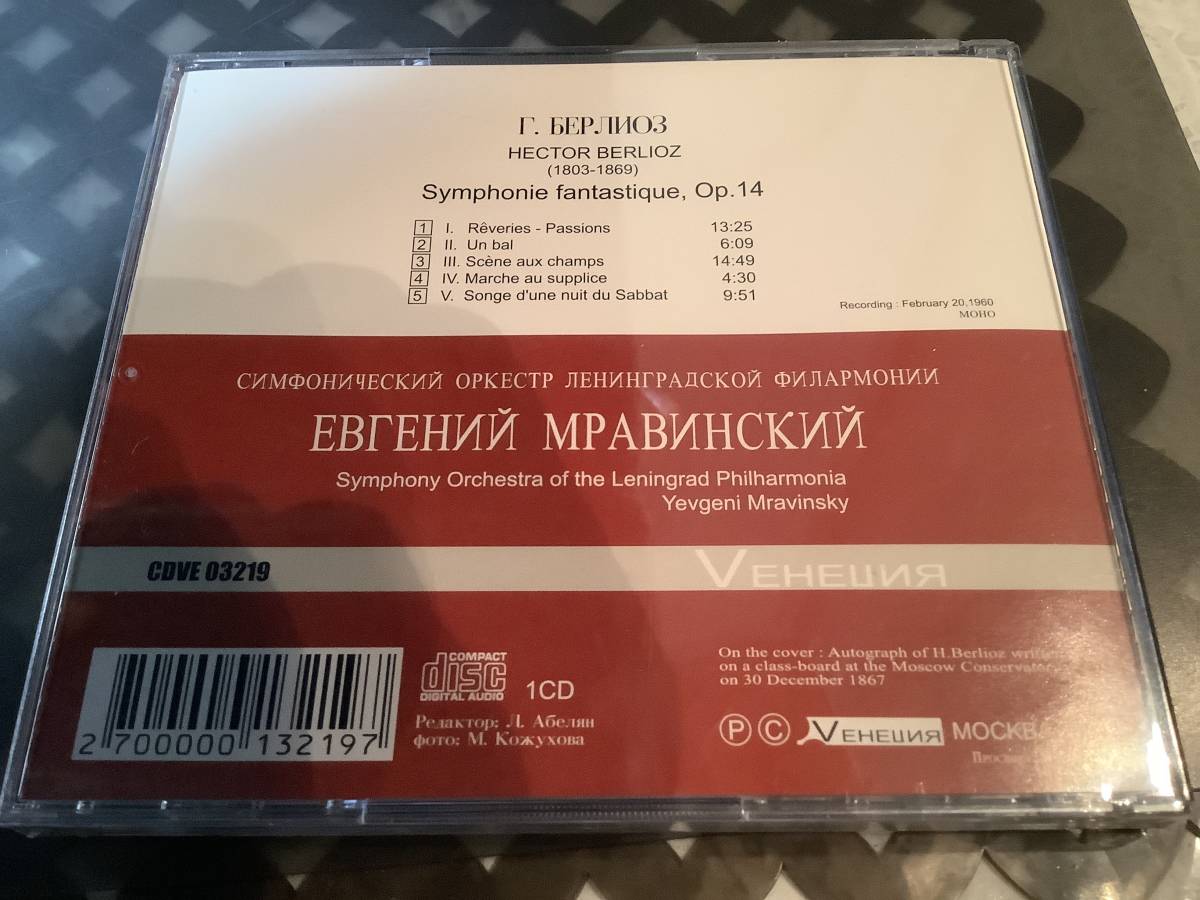 Г. БЕРЛИОЗ
HECTOR BERLIOZ
(1803-1869)
Symphonie fantastique, Op.14
1 I. Rêveries - Passions 13:25
2 II. Un bal 6:09
3 III. Scène aux champs 14:49
4 IV. Marche au supplice 4:30
5 V. Songe d'une nuit du Sabbat 9:51
Recording : February 20,1960
МОНО
СИМФОНИЧЕСКИЙ ОРКЕСТР ЛЕНИНГРАДСКОЙ ФИЛАРМОНИИ
ЕВГЕНИЙ МРАВИНСКИЙ
Symphony Orchestra of the Leningrad Philharmonia
Yevgeni Mravinsky
CDVE 03219
VЕНЕЦИЯ
2 700000 132197
COMPACT
disc
DIGITAL AUDIO
1CD
Редактор: Л. Абелян
фото: М. Кожухова
On the cover : Autograph of H.Berlioz written
on a class-board at the Moscow
on 30 December 1867
Ⓟ Ⓒ VЕНЕЦИЯ